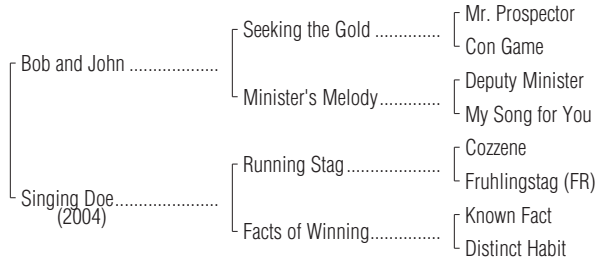 Mr. Prospector
Seeking the Gold ..............
Con Game
Bob and John ...................
Deputy Minister
Minister's Melody.............
My Song for You
Cozzene
Running Stag....................
Fruhlingstag (FR)
Singing Doe......................
(2004)
Known Fact
Facts of Winning...............
Distinct Habit